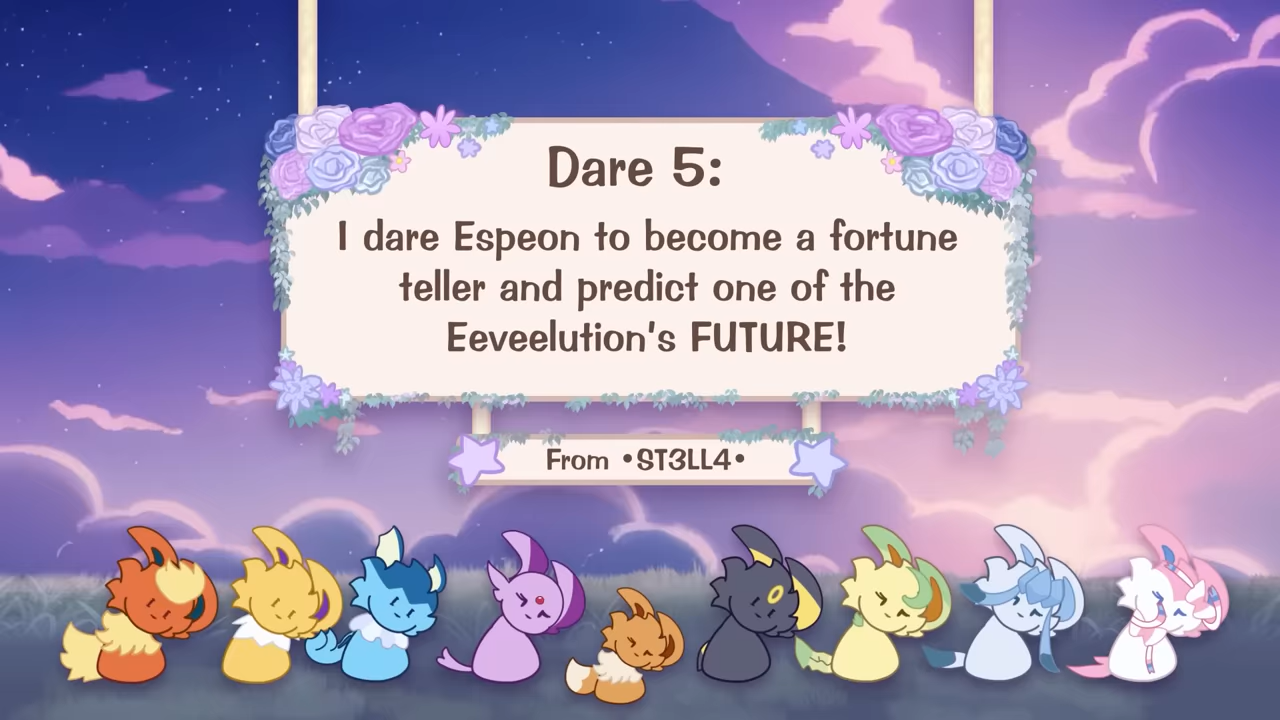 Dare 5:
I dare Espeon to become a fortune
teller and predict one of the
Eeveelution's FUTURE!
From •ST3LL4•